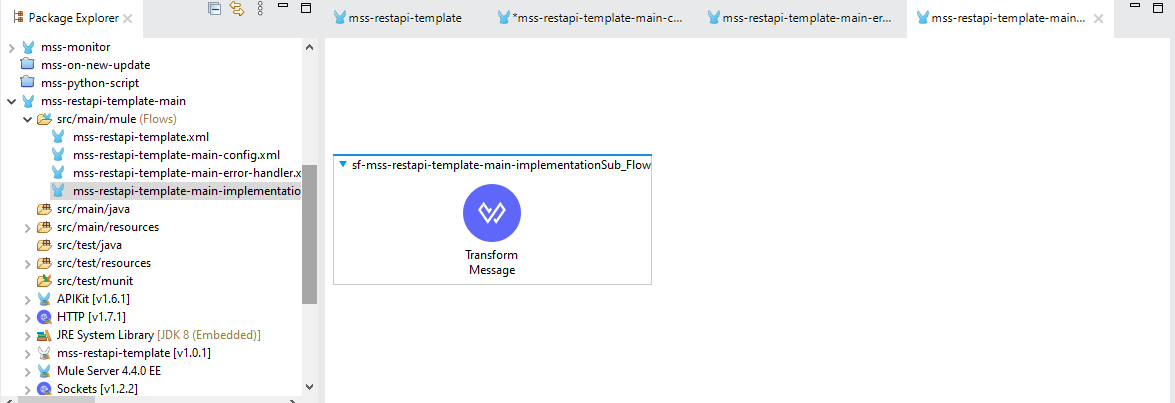 Package Explorer
mss-restapi-template
*mss-restapi-template-main-c...
mss-restapi-template-main-er...
mss-restapi-template-main...
mss-monitor
mss-on-new-update
mss-python-script
mss-restapi-template-main
src/main/mule (Flows)
mss-restapi-template.xml
mss-restapi-template-main-config.xml
mss-restapi-template-main-error-handler.x
mss-restapi-template-main-implementatio
src/main/java
src/main/resources
src/test/java
src/test/resources
src/test/munit
APIKit [v1.6.1]
HTTP [v1.7.1]
JRE System Library [JDK 8 (Embedded)]
mss-restapi-template [v1.0.1]
Mule Server 4.4.0 EE
Sockets [v1.2.2]
sf-mss-restapi-template-main-implementationSub_Flow
Transform
Message